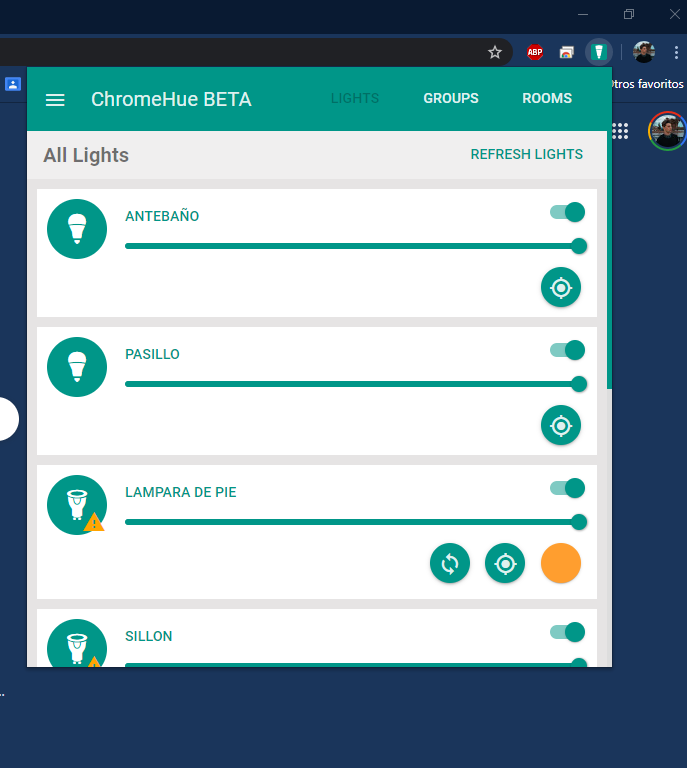 ABP
Otros favoritos
ChromeHue BETA
LIGHTS
GROUPS
ROOMS
All Lights
REFRESH LIGHTS
ANTEBAÑO
PASILLO
LAMPARA DE PIE
SILLON
..